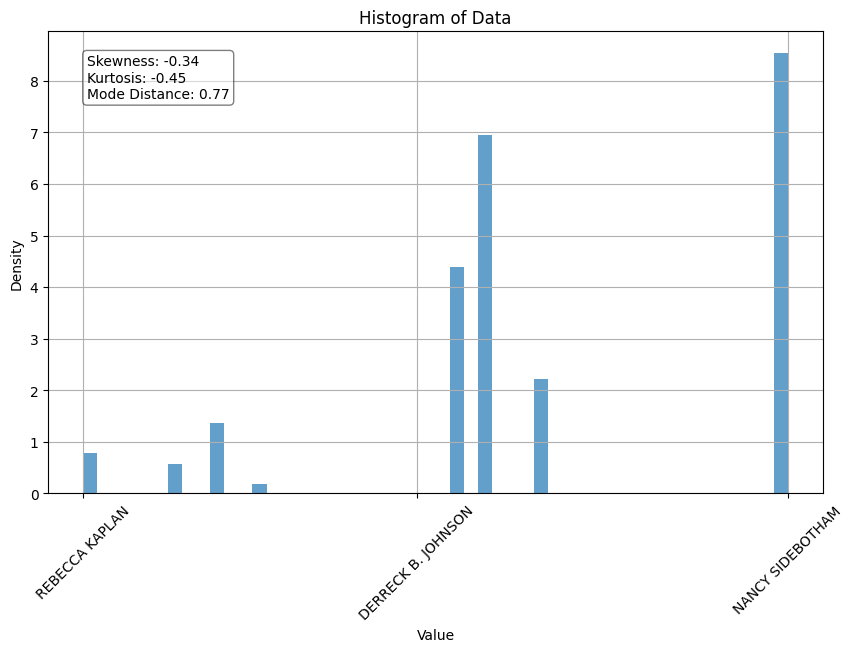 Histogram of Data
Skewness: -0.34
Kurtosis: -0.45
Mode Distance: 0.77
8
7
6
5
4
3
2
1
0
Density
REBECCA KAPLAN
DERRECK B. JOHNSON
NANCY SIDEBOTHAM
Value